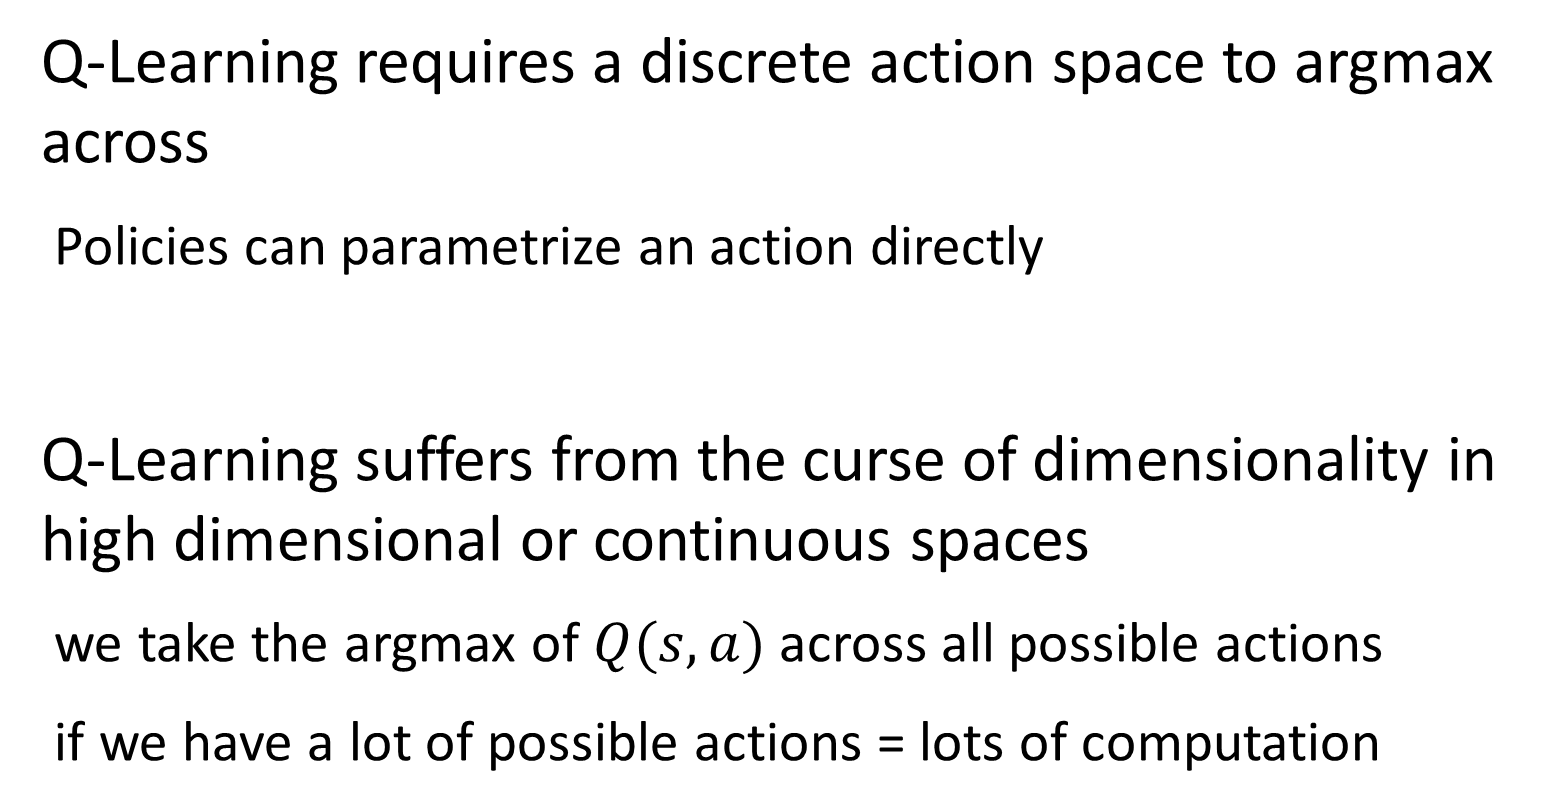 Q-Learning requires a discrete action space to argmax
across
Policies can parametrize an action directly
Q-Learning suffers from the curse of dimensionality in
high dimensional or continuous spaces
we take the argmax of Q(s, a) across all possible actions
if we have a lot of possible actions = lots of computation